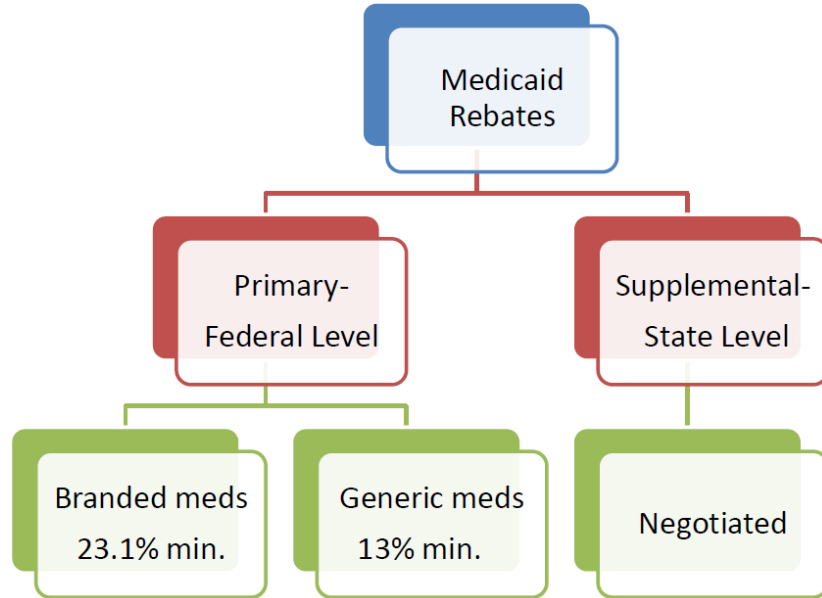 Medicaid
Rebates
Primary-
Federal Level
Supplemental-
State Level
Branded meds
23.1% min.
Generic meds
13% min.
Negotiated